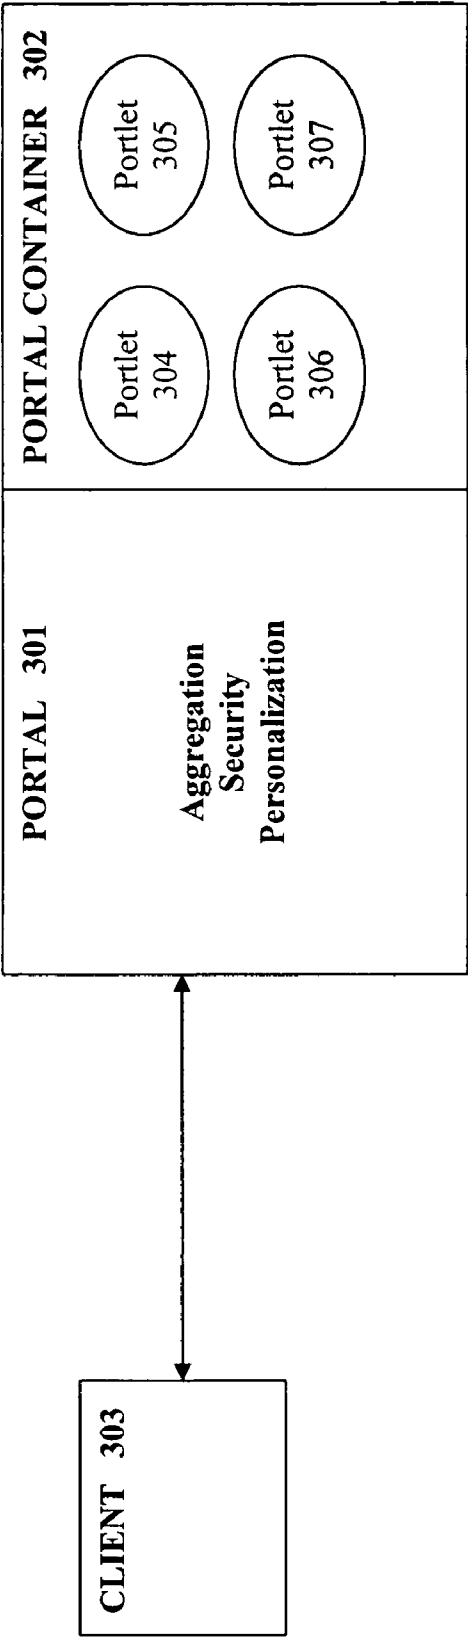 CLIENT 303
PORTAL 301
Aggregation
Security
Personalization
PORTAL CONTAINER 302
Portlet
304
Portlet
305
Portlet
306
Portlet
307